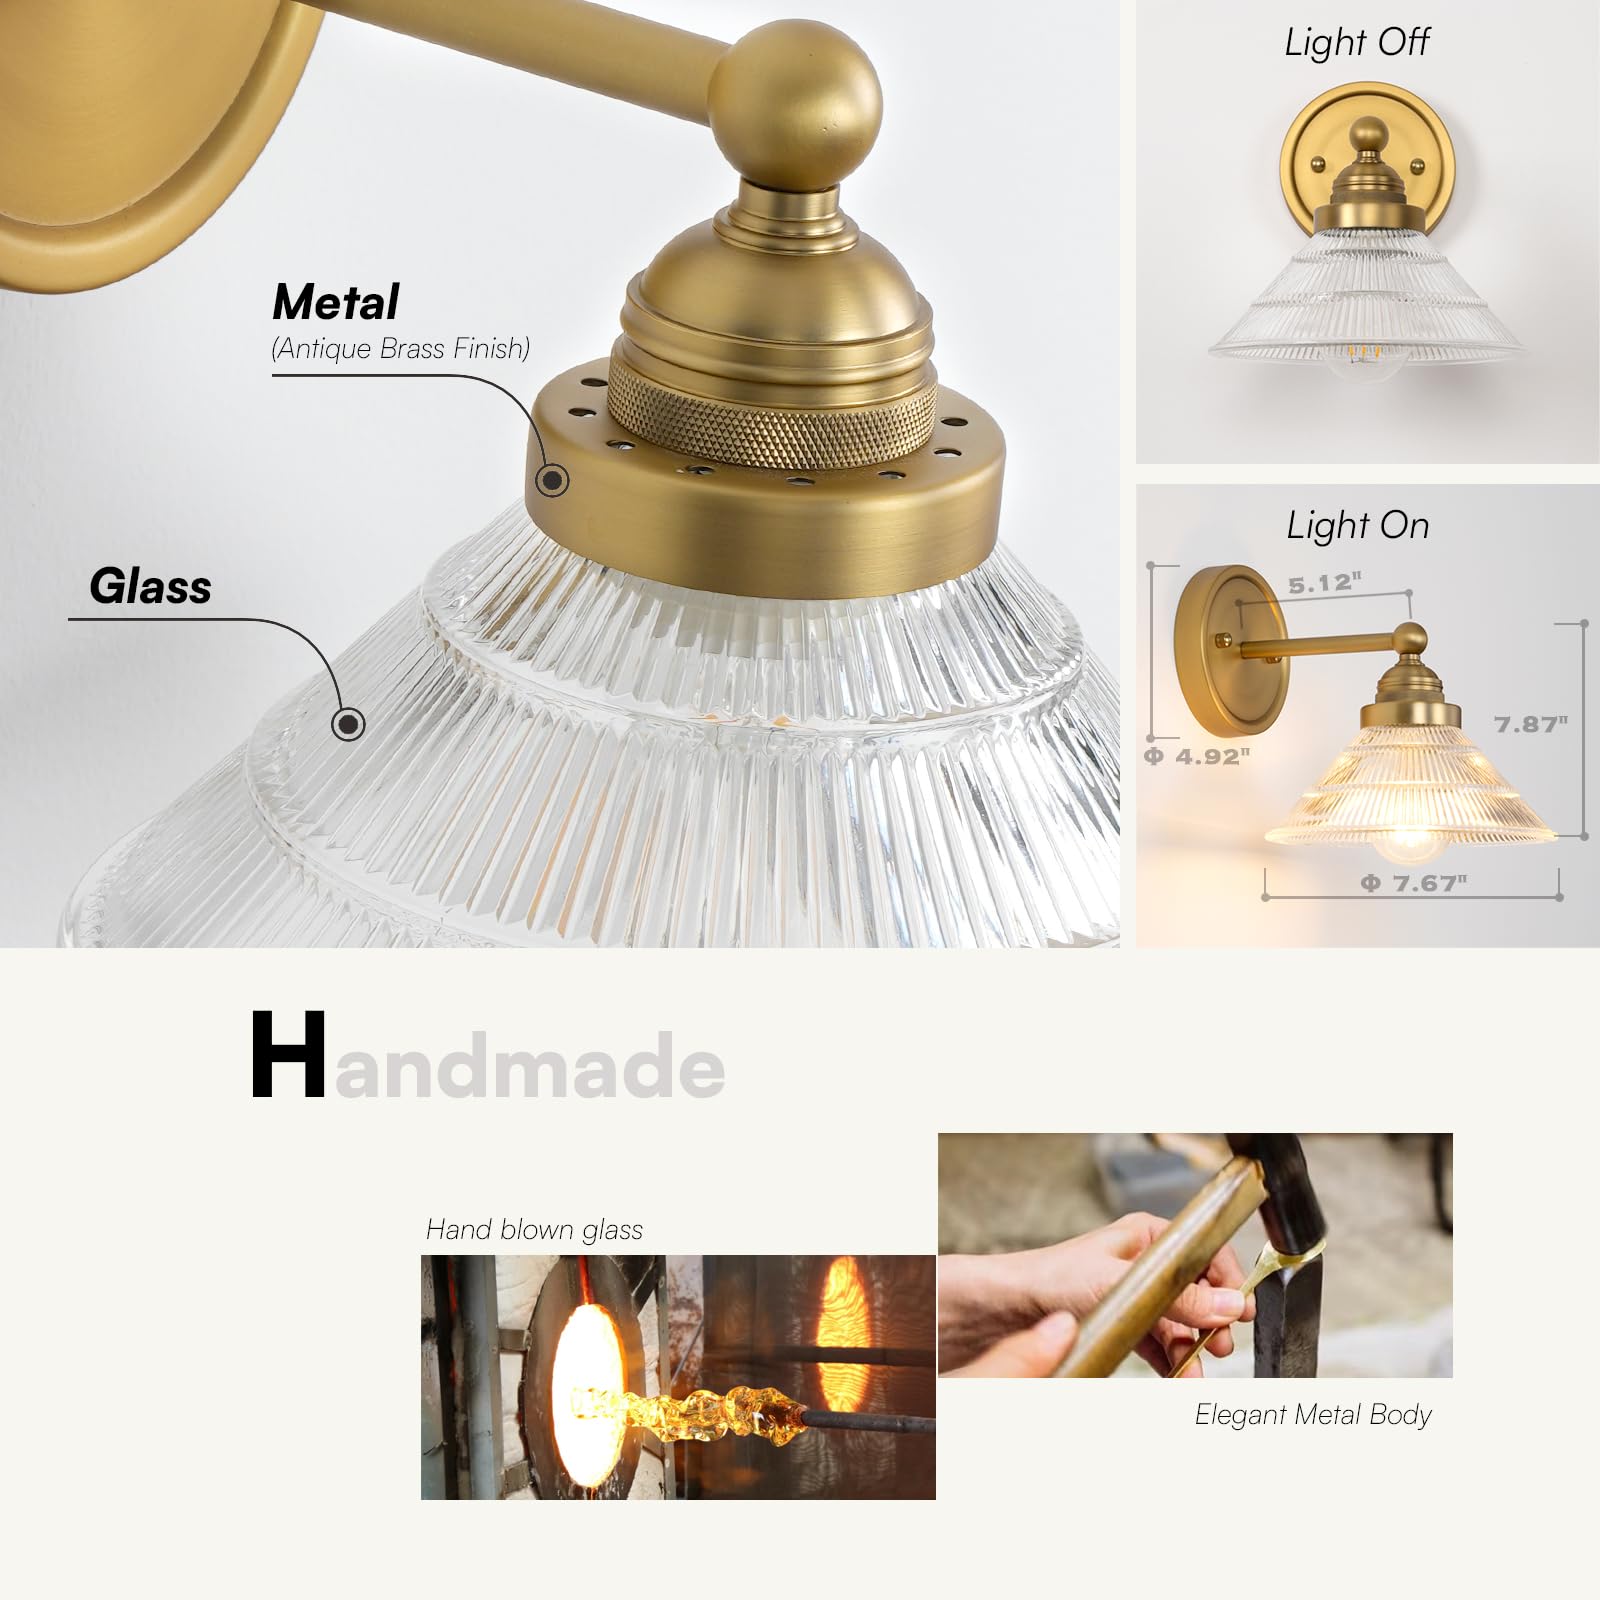 Metal
(Antique Brass Finish)
Glass
Light Off
Light On
5.12"
7.87"
Φ 4.92"
Φ 7.67"
Handmade
Hand blown glass
Elegant Metal Body